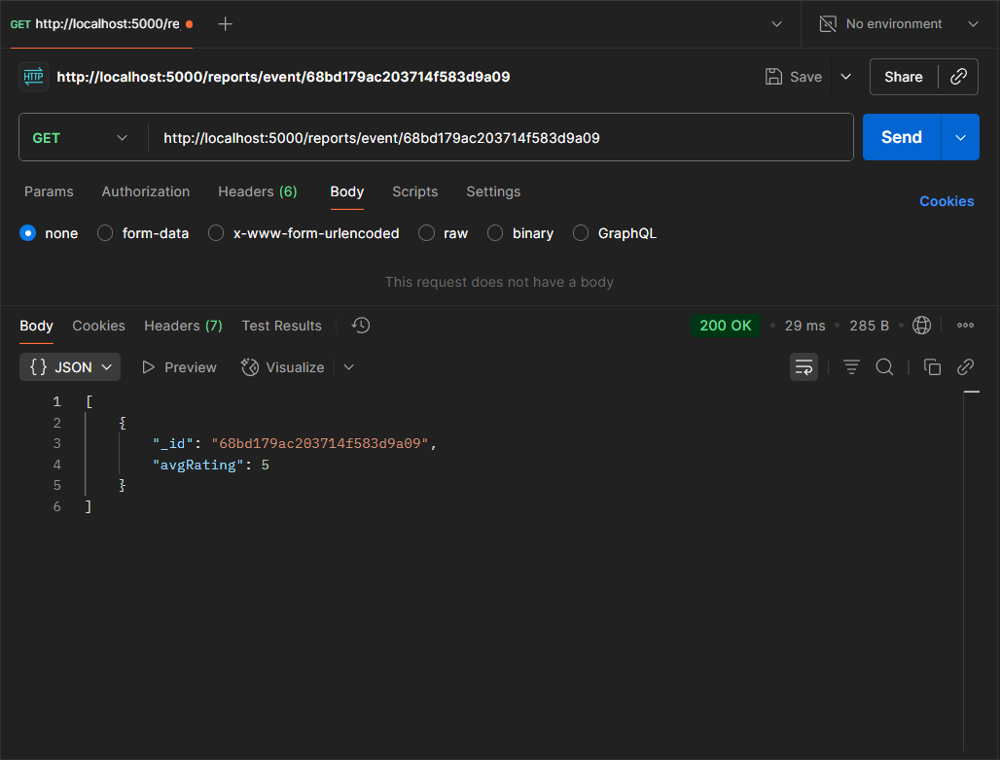 GET http://localhost:5000/re
No environment
HTTP http://localhost:5000/reports/event/68bd179ac203714f583d9a09 Save Share
GET http://localhost:5000/reports/event/68bd179ac203714f583d9a09 Send
Params Authorization Headers (6) Body Scripts Settings Cookies
none form-data x-www-form-urlencoded raw binary GraphQL
This request does not have a body
Body Cookies Headers (7) Test Results 200 OK • 29 ms • 285 B •
{} JSON Preview Visualize
1 [
2 {
3 "_id": "68bd179ac203714f583d9a09",
4 "avgRating": 5
5 }
6 ]